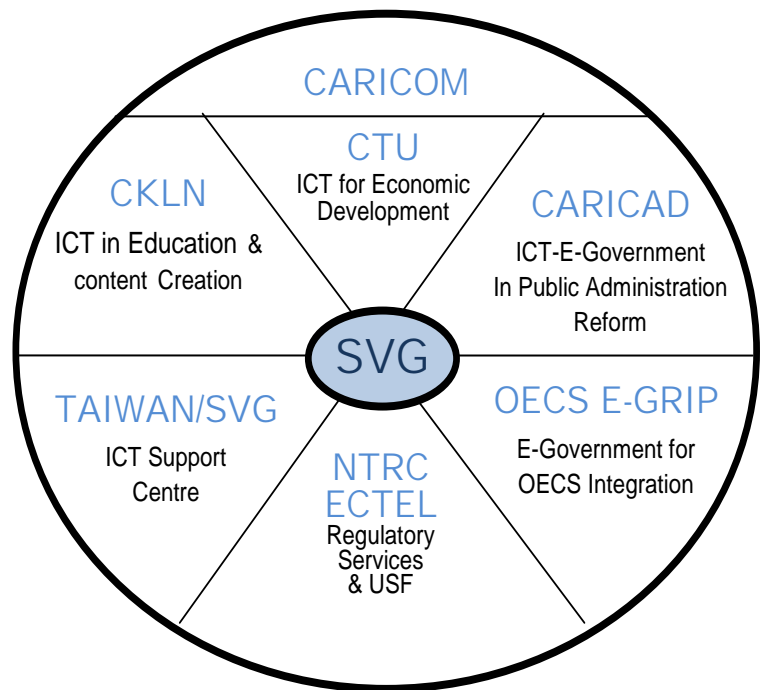 CARICOM
CTU
ICT for Economic
Development
CKLN
ICT in Education &
content Creation
CARICAD
ICT-E-Government
In Public Administration
Reform
SVG
TAIWAN/SVG
ICT Support
Centre
NTRC
ECTEL
Regulatory
Services
& USF
OECS E-GRIP
E-Government for
OECS Integration